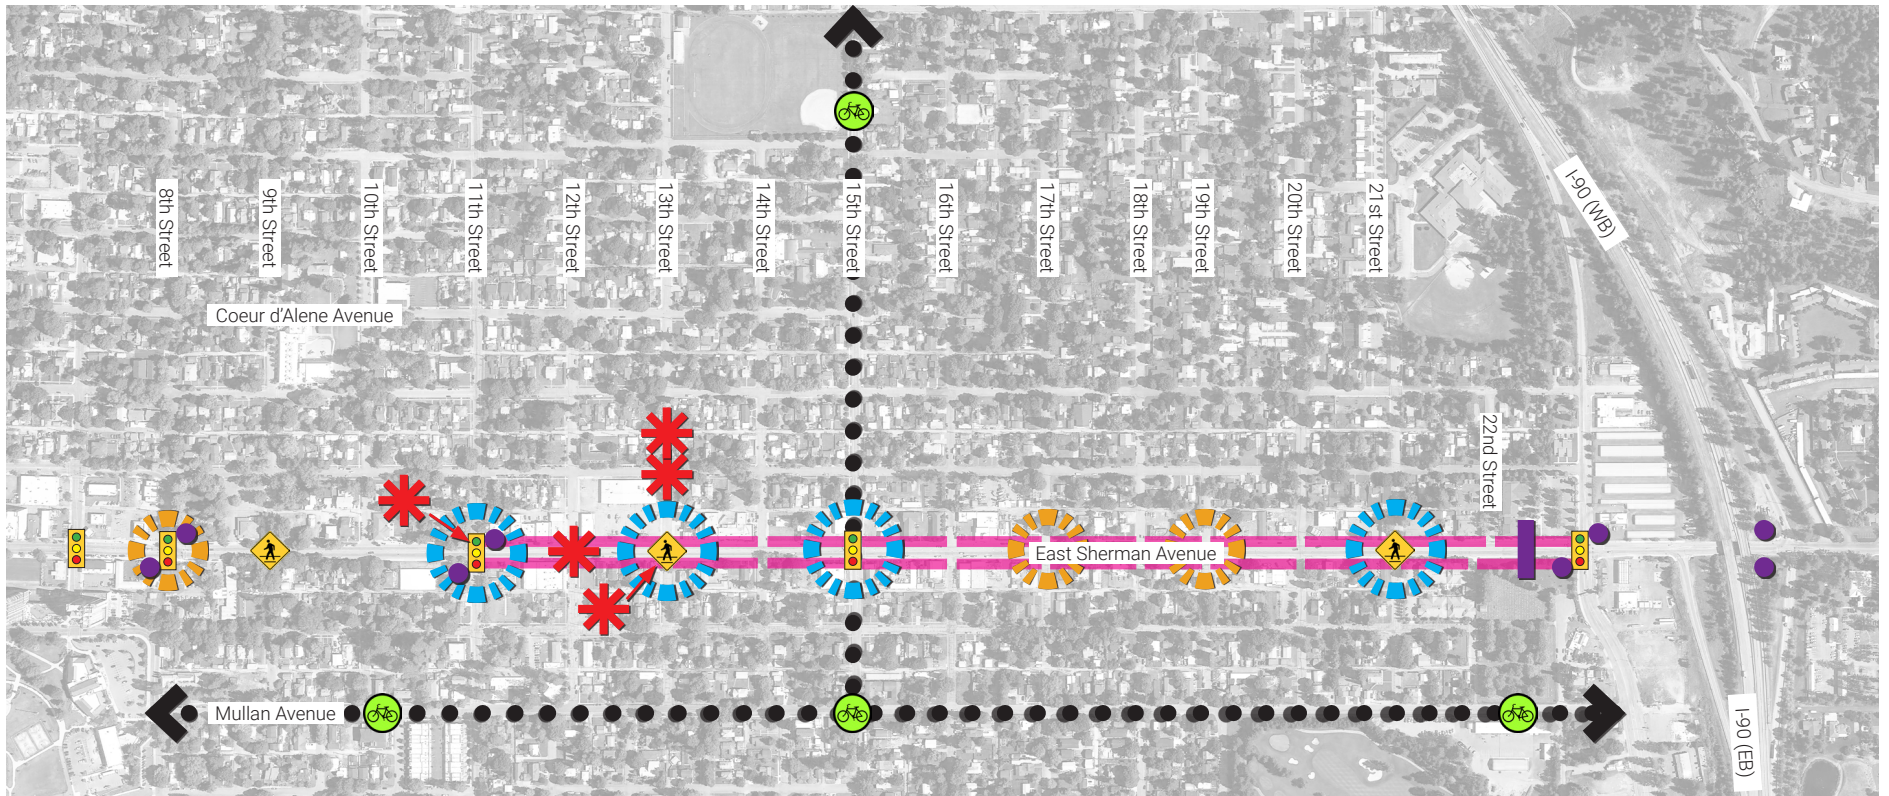 8th Street
9th Street
10th Street
11th Street
12th Street
13th Street
14th Street
15th Street
16th Street
17th Street
18th Street
19th Street
20th Street
21st Street
I-90 (WB)
Coeur d'Alene Avenue
22nd Street
East Sherman Avenue
Mullan Avenue
I-90 (EB)